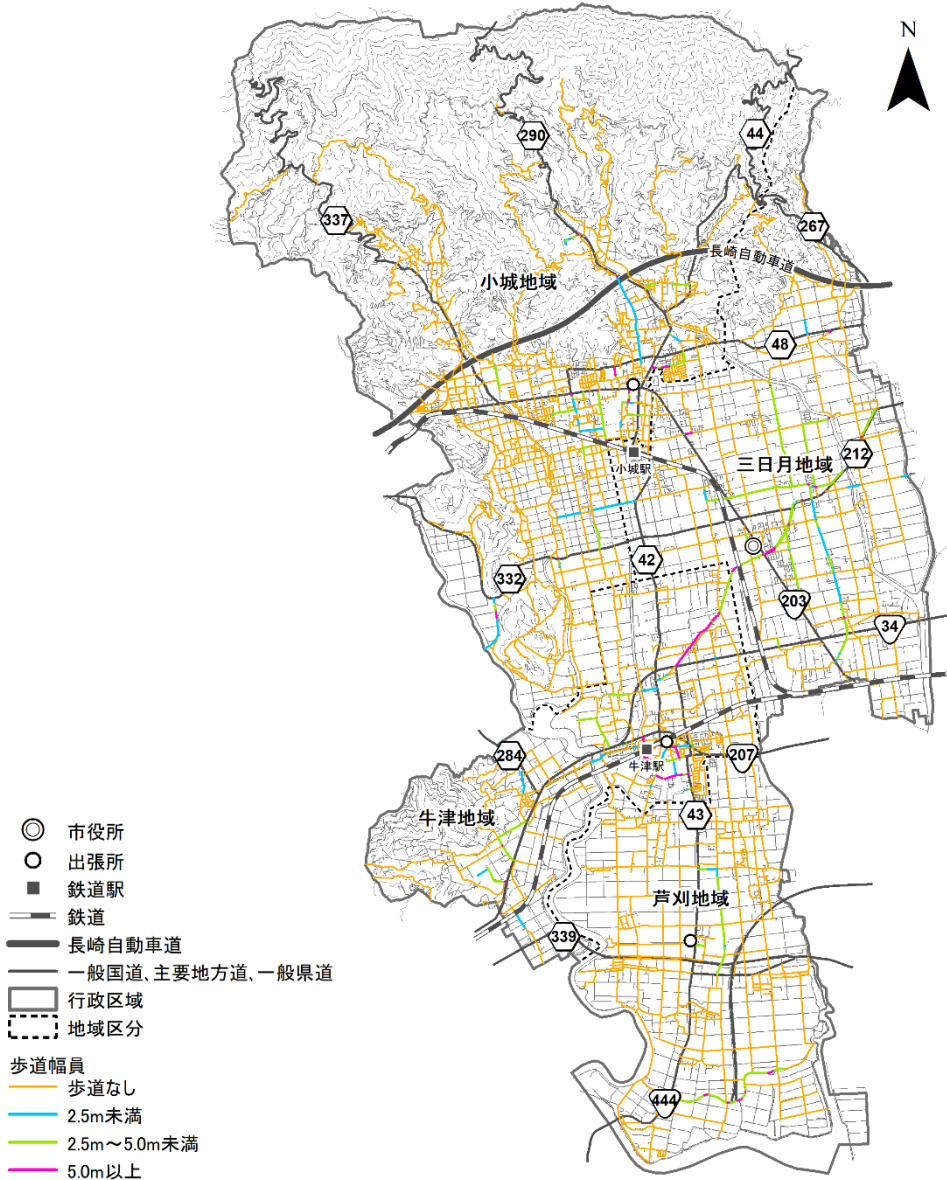 N
290
44
337
267
長崎自動車道
小城地域
48
212
三日月地域
小城駅
42
332
203
34
284
207
牛津駅
牛津地域
43
芦刈地域
339
444
市役所
出張所
鉄道駅
鉄道
長崎自動車道
一般国道、主要地方道、一般県道
行政区域
地域区分
歩道幅員
歩道なし
2.5m未満
2.5m～5.0m未満
5.0m以上